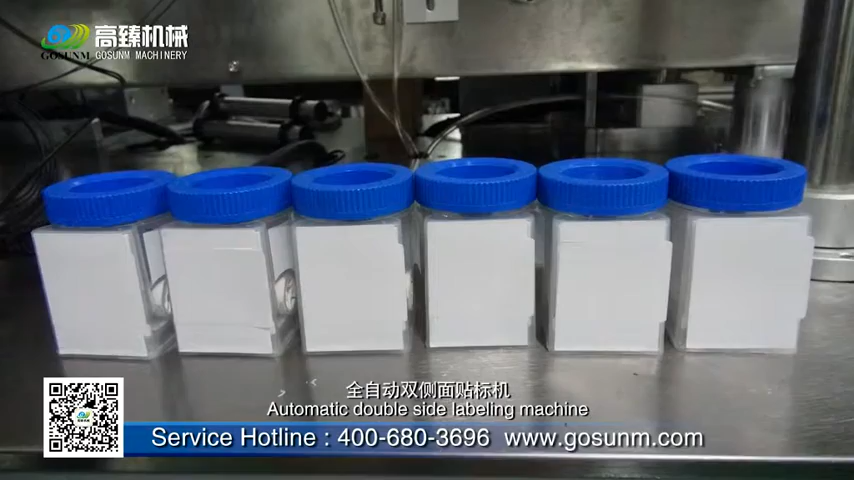 高臻机械
GOSUNM GOSUNM MACHINERY
全自动双侧面贴标机
Automatic double side labeling machine
Service Hotline : 400-680-3696 www.gosunm.com